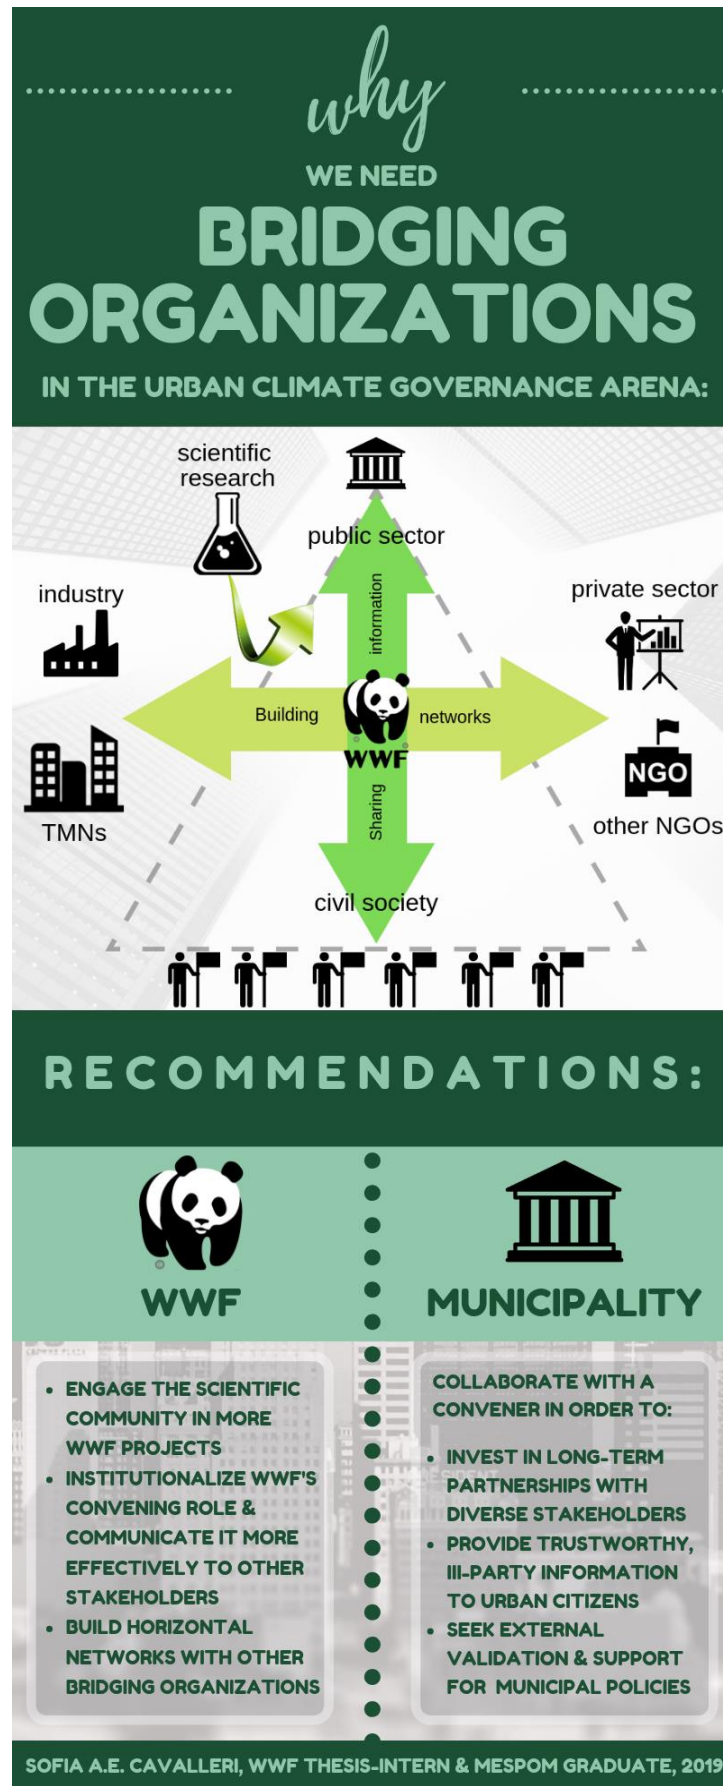 why
WE NEED
BRIDGING
ORGANIZATIONS
IN THE URBAN CLIMATE GOVERNANCE ARENA:
scientific
research
public sector
industry
private sector
information
Building
networks
WWF
NGO
Sharing
TMNs
other NGOs
civil society
RECOMMENDATIONS:
WWF
• ENGAGE THE SCIENTIFIC
COMMUNITY IN MORE
WWF PROJECTS
• INSTITUTIONALIZE WWF'S
CONVENING ROLE &
COMMUNICATE IT MORE
EFFECTIVELY TO OTHER
STAKEHOLDERS
• BUILD HORIZONTAL
NETWORKS WITH OTHER
BRIDGING ORGANIZATIONS
MUNICIPALITY
COLLABORATE WITH A
CONVENER IN ORDER TO:
• INVEST IN LONG-TERM
PARTNERSHIPS WITH
DIVERSE STAKEHOLDERS
• PROVIDE TRUSTWORTHY,
III-PARTY INFORMATION
TO URBAN CITIZENS
• SEEK EXTERNAL
VALIDATION & SUPPORT
FOR MUNICIPAL POLICIES
SOFIA A.E. CAVALLERI, WWF THESIS-INTERN & MESPOM GRADUATE, 2019